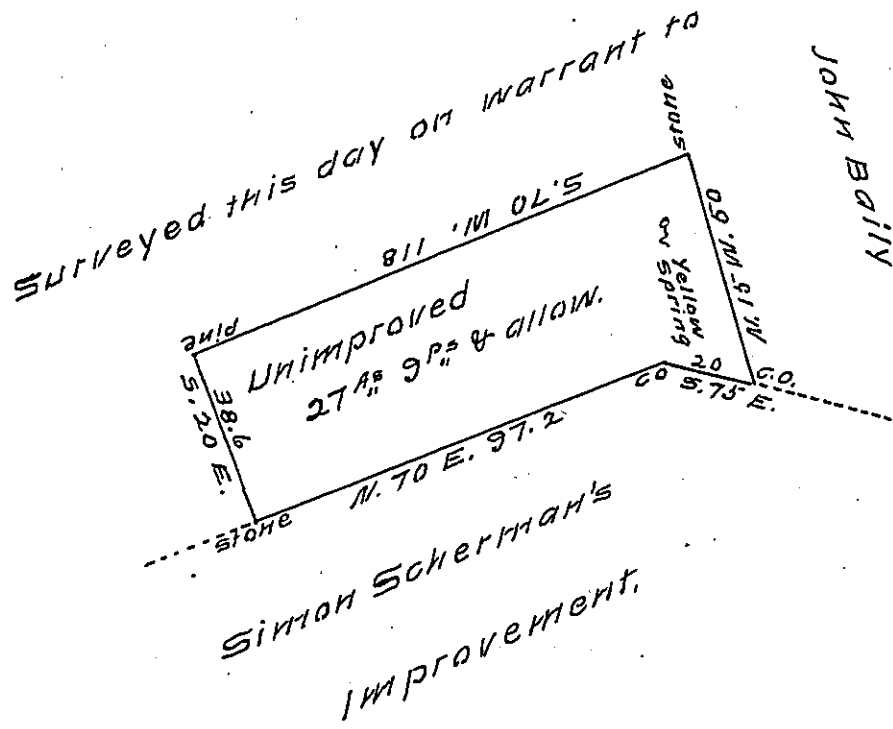 Surveyed this day on warrant to
John Baily
stone
S. 70 W. 118
N. 15 W. 60
on Yellow
Spring
Pine
Unimproved
27 As 9 Ps & allow.
S. 20 E.
38.6
20
C.O.
S. 75 E.
CO
N. 70 E. 97.2
Stone
Simon Scherman's
Improvement.